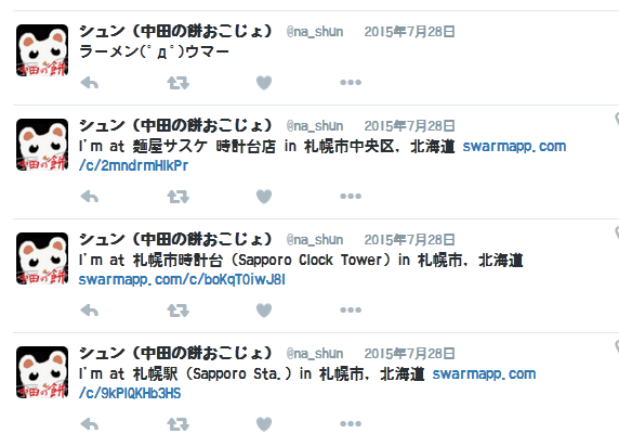 シュン（中田の餅おこじょ） @na_shun 2015年7月28日
ラーメン(ﾟдﾟ)ウマー
シュン（中田の餅おこじょ） @na_shun 2015年7月28日
I'm at 麺屋サスケ 時計台店 in 札幌市中央区, 北海道 swarmapp.com
/c/2mndrmHlkPr
シュン（中田の餅おこじょ） @na_shun 2015年7月28日
I'm at 札幌市時計台 (Sapporo Clock Tower) in 札幌市, 北海道
swarmapp.com/c/boKqT0iwJ8I
シュン（中田の餅おこじょ） @na_shun 2015年7月28日
I'm at 札幌駅 (Sapporo Sta.) in 札幌市, 北海道 swarmapp.com
/c/9kPlQKHb3HS